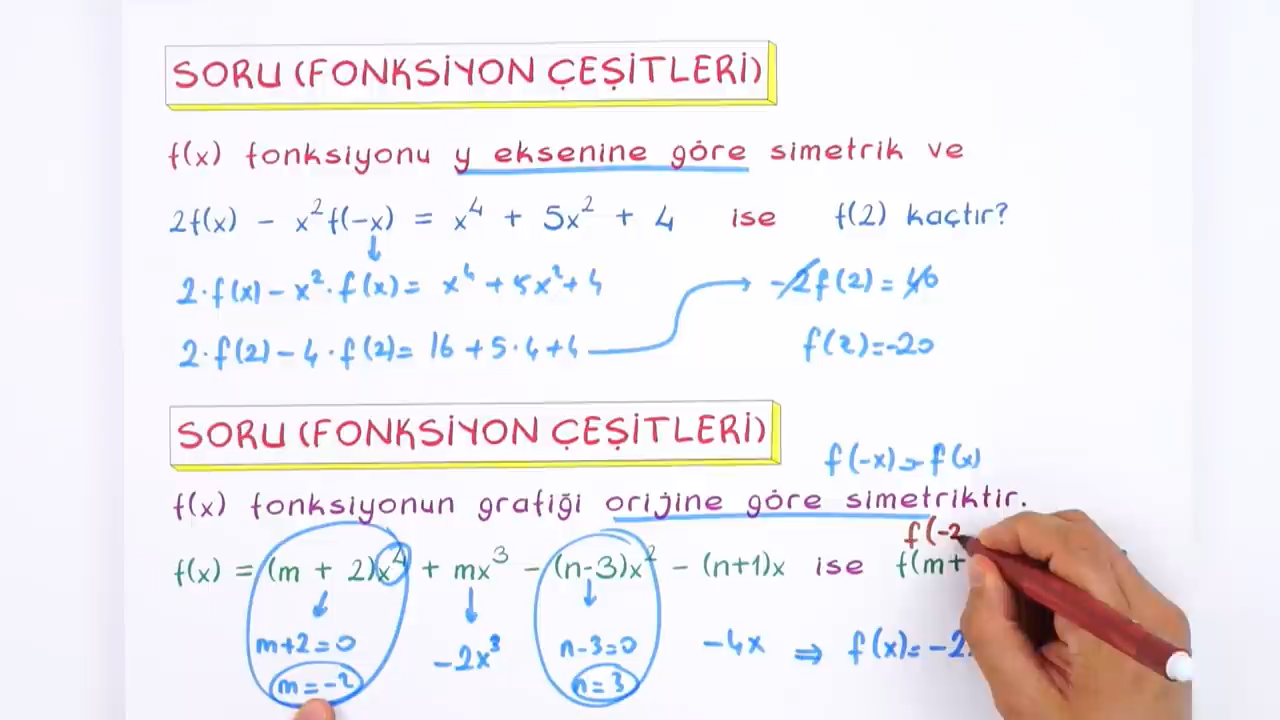 SORU (FONKSİYON ÇEŞİTLERİ)
f(x) fonksiyonu y eksenine göre simetrik ve
2f(x) - x² f(-x) = x⁴ + 5x² + 4 ise f(2) kaçtır?
2·f(x) - x²·f(x) = x⁴ + 5x² + 4
-2f(2) = 40
2·f(2) - 4·f(2) = 16 + 5·4 + 4
f(2) = -20
SORU (FONKSİYON ÇEŞİTLERİ)
f(-x) = - f(x)
f(x) fonksiyonun grafiği orijine göre simetriktir.
f(-2
f(x) = (m + 2)x⁴ + mx³ - (n-3)x² - (n+1)x ise f(m+
m+2=0
-2x³
n-3=0
-4x ⇒ f(x) = -2
m = -2
n = 3